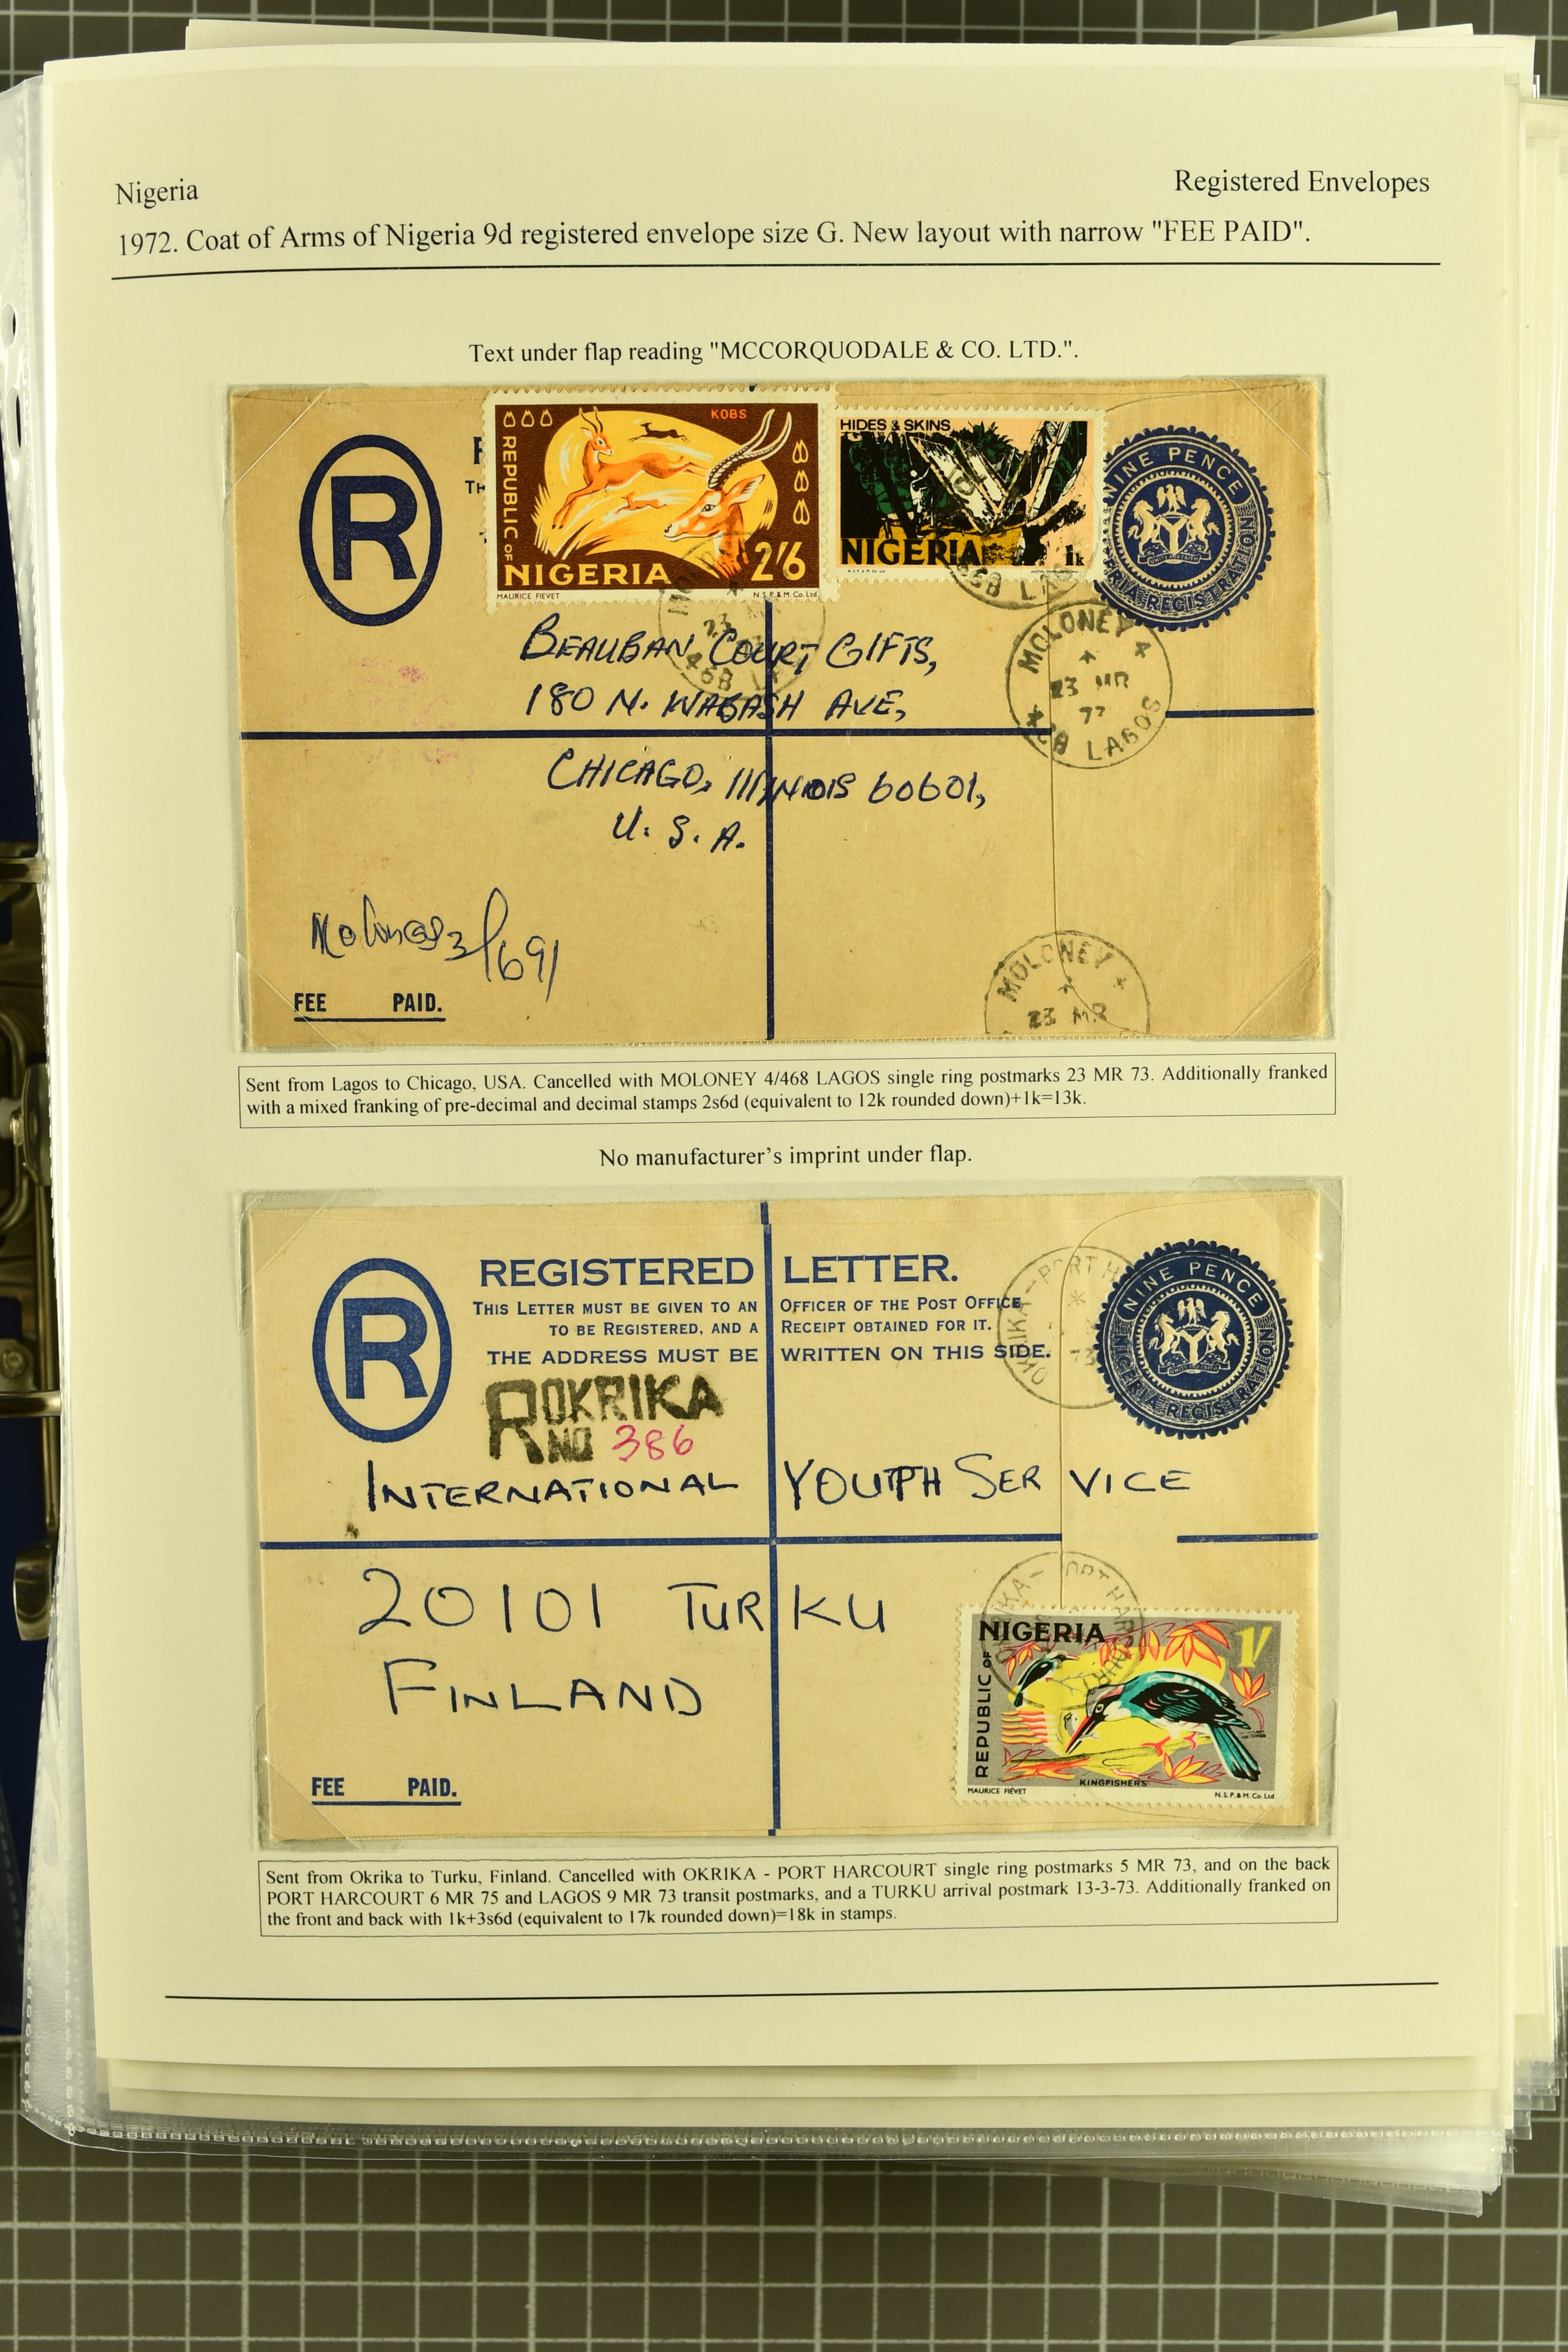 Nigeria
Registered Envelopes
1972. Coat of Arms of Nigeria 9d registered envelope size G. New layout with narrow "FEE PAID".
Text under flap reading "MCCORQUODALE & CO. LTD.".
R
KOBS
REPUBLIC OF
NIGERIA 2/6
MAURICE FIEVET N.S.P.& M.Co.Ltd.
HIDES & SKINS
NIGERIA 1k
NINE PENCE
NIGERIA REGISTRATION
BEAUBAN COURT GIFTS,
180 N. WABASH AVE,
CHICAGO, IllINOIS 60601,
U. S. A.
MOLONEY 4
23 MR
LAGOS
MOLONEY
23 MR
3/691
FEE PAID.
Sent from Lagos to Chicago, USA. Cancelled with MOLONEY 4/468 LAGOS single ring postmarks 23 MR 73. Additionally franked
with a mixed franking of pre-decimal and decimal stamps 2s6d (equivalent to 12k rounded down)+1k=13k.
No manufacturer's imprint under flap.
R
REGISTERED LETTER.
THIS LETTER MUST BE GIVEN TO AN OFFICER OF THE POST OFFICE
TO BE REGISTERED, AND A RECEIPT OBTAINED FOR IT.
THE ADDRESS MUST BE WRITTEN ON THIS SIDE.
NINE PENCE
NIGERIA REGISTRATION
OKRIKA - PORT H
R OKRIKA
NO 386
INTERNATIONAL YOUTH SERVICE
20101 TURKU
FINLAND
REPUBLIC OF
NIGERIA 1/
KINGFISHERS
MAURICE FIEVET N.S.P.& M.Co.Ltd.
FEE PAID.
Sent from Okrika to Turku, Finland. Cancelled with OKRIKA - PORT HARCOURT single ring postmarks 5 MR 73, and on the back
PORT HARCOURT 6 MR 75 and LAGOS 9 MR 73 transit postmarks, and a TURKU arrival postmark 13-3-73. Additionally franked on
the front and back with 1k+3s6d (equivalent to 17k rounded down)=18k in stamps.